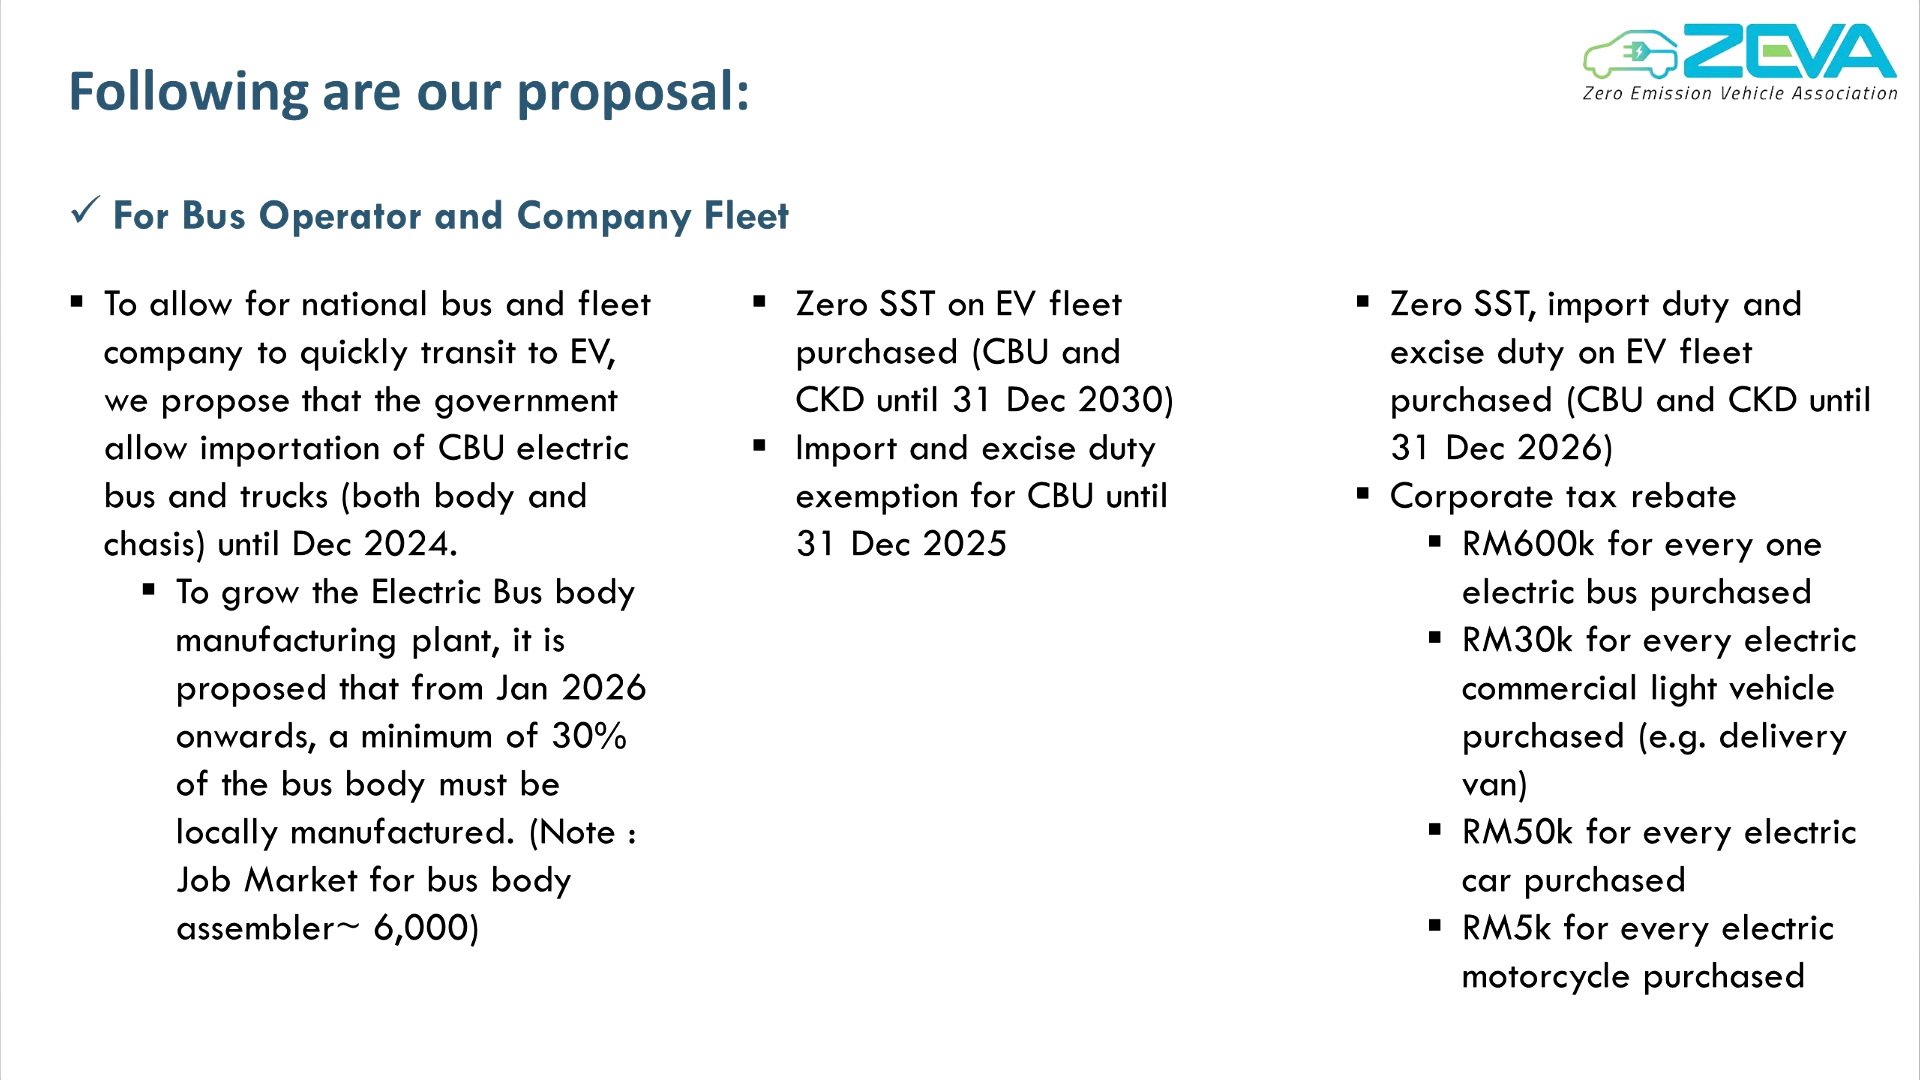 Following are our proposal:
ZEVA
Zero Emission Vehicle Association
✓ For Bus Operator and Company Fleet
▪ To allow for national bus and fleet
company to quickly transit to EV,
we propose that the government
allow importation of CBU electric
bus and trucks (both body and
chasis) until Dec 2024.
▪ To grow the Electric Bus body
manufacturing plant, it is
proposed that from Jan 2026
onwards, a minimum of 30%
of the bus body must be
locally manufactured. (Note :
Job Market for bus body
assembler~ 6,000)
▪ Zero SST on EV fleet
purchased (CBU and
CKD until 31 Dec 2030)
▪ Import and excise duty
exemption for CBU until
31 Dec 2025
▪ Zero SST, import duty and
excise duty on EV fleet
purchased (CBU and CKD until
31 Dec 2026)
▪ Corporate tax rebate
▪ RM600k for every one
electric bus purchased
▪ RM30k for every electric
commercial light vehicle
purchased (e.g. delivery
van)
▪ RM50k for every electric
car purchased
▪ RM5k for every electric
motorcycle purchased